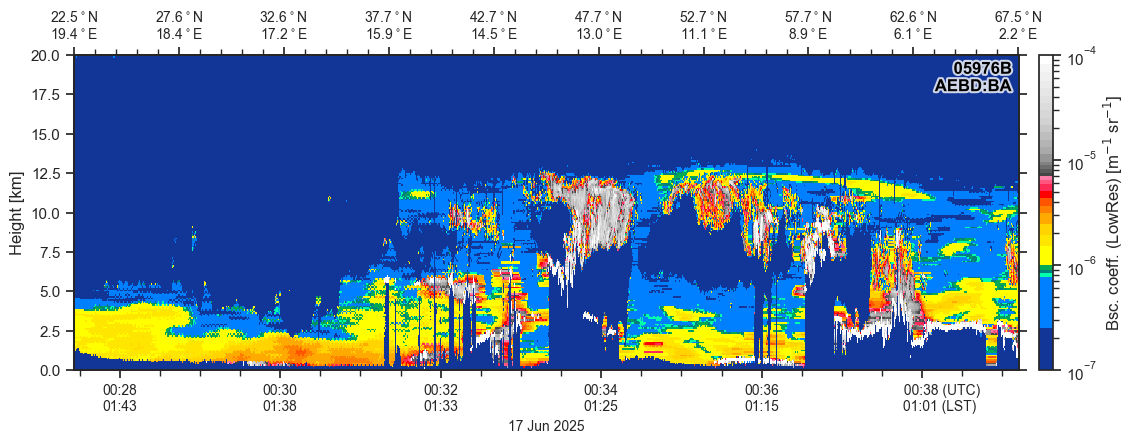 22.5°N 27.6°N 32.6°N 37.7°N 42.7°N 47.7°N 52.7°N 57.7°N 62.6°N 67.5°N
19.4°E 18.4°E 17.2°E 15.9°E 14.5°E 13.0°E 11.1°E 8.9°E 6.1°E 2.2°E
05976B
AEBD:BA
Height [km]
20.0
17.5
15.0
12.5
10.0
7.5
5.0
2.5
0.0
10⁻⁴
10⁻⁵
10⁻⁶
10⁻⁷
Bsc. coeff. (LowRes) [m⁻¹ sr⁻¹]
00:28 00:30 00:32 00:34 00:36 00:38 (UTC)
01:43 01:38 01:33 01:25 01:15 01:01 (LST)
17 Jun 2025